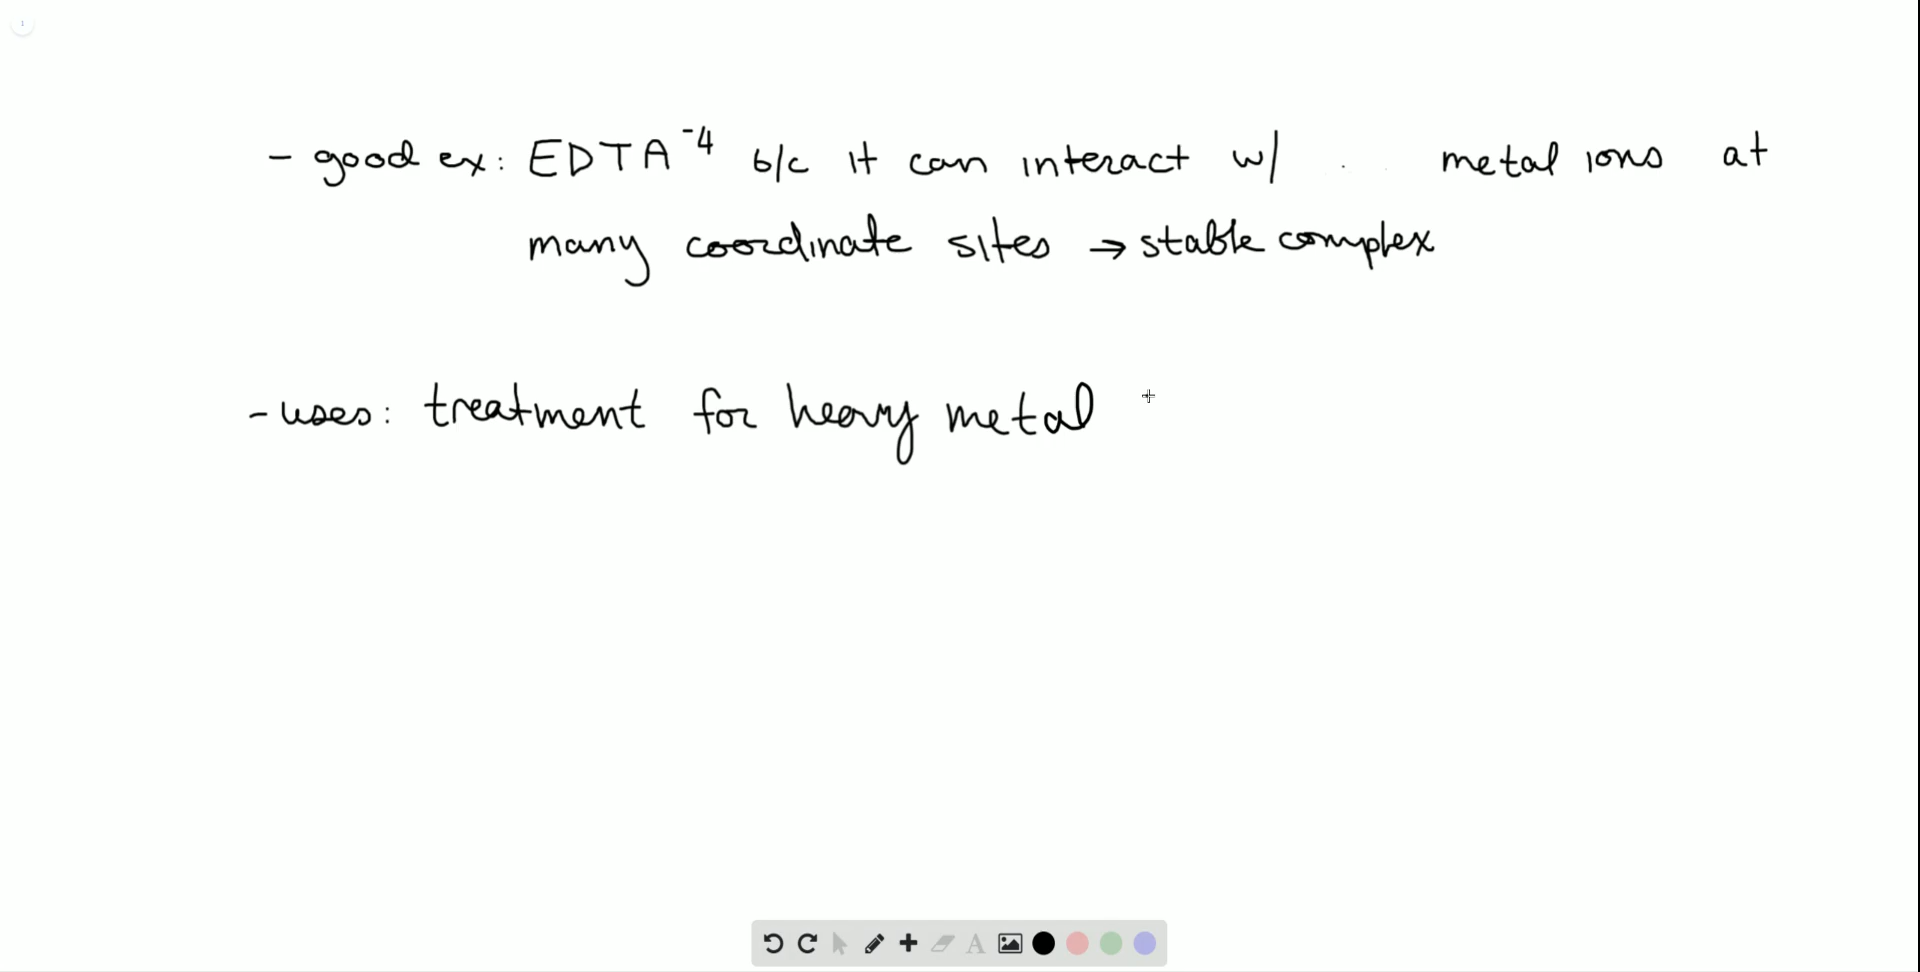 1
- good ex: EDTA⁻⁴ b/c it can interact w/ metal ions at
many coordinate sites → stable complex
- uses: treatment for heavy metal
A